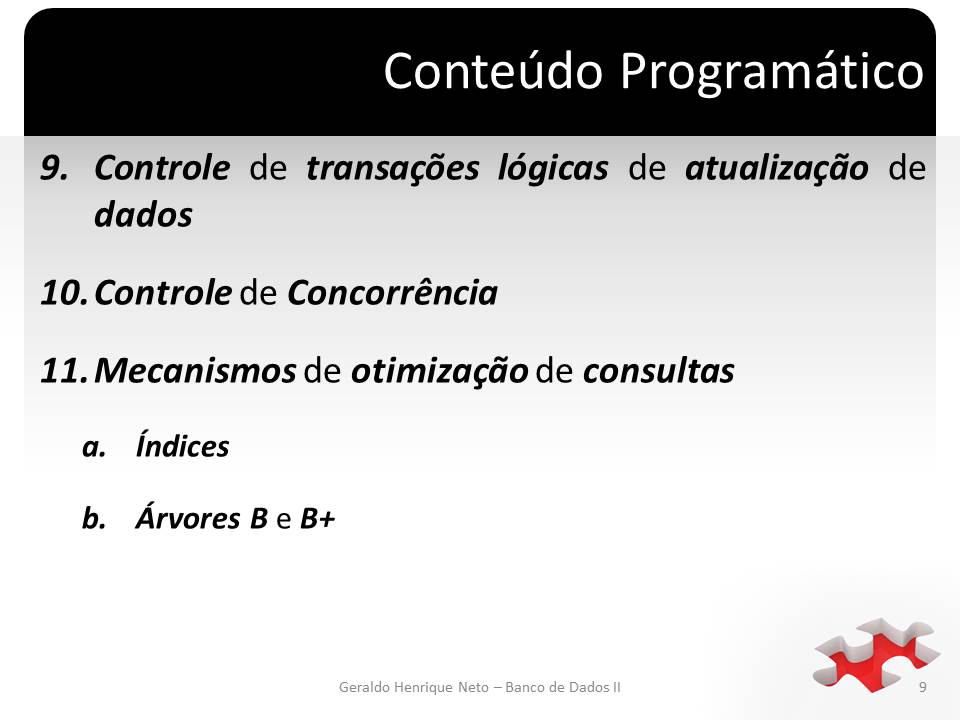 Conteúdo Programático
9. Controle de transações lógicas de atualização de
dados
10. Controle de Concorrência
11. Mecanismos de otimização de consultas
a. Índices
b. Árvores B e B+
Geraldo Henrique Neto – Banco de Dados II
9